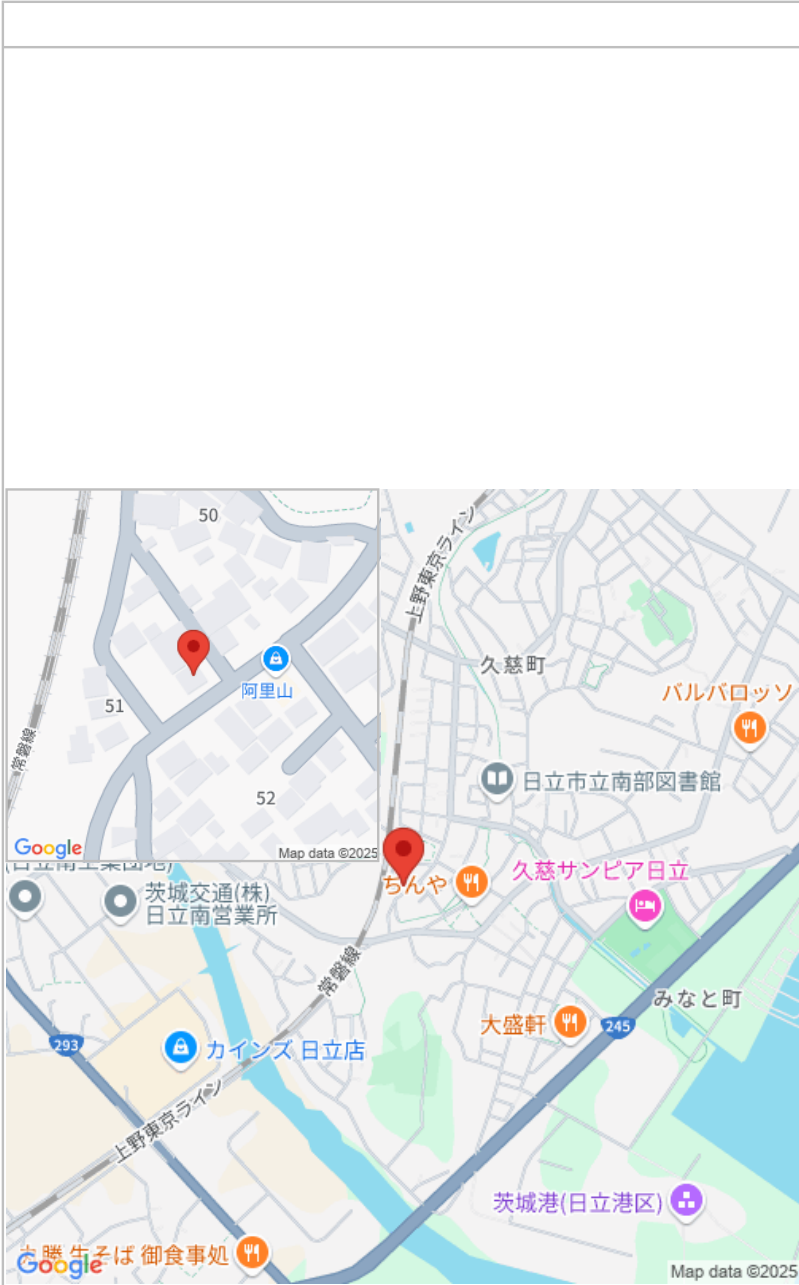 50
51
常磐線
阿里山
52
Google
Map data ©2025
上野東京ライン
久慈町
バルバロッソ
日立市立南部図書館
ちんや
久慈サンピア日立
茨城交通(株)
日立南営業所
常磐線
みなと町
大盛軒
245
293
カインズ 日立店
上野東京ライン
茨城港(日立港区)
生そば 御食事処
Google
Map data ©2025